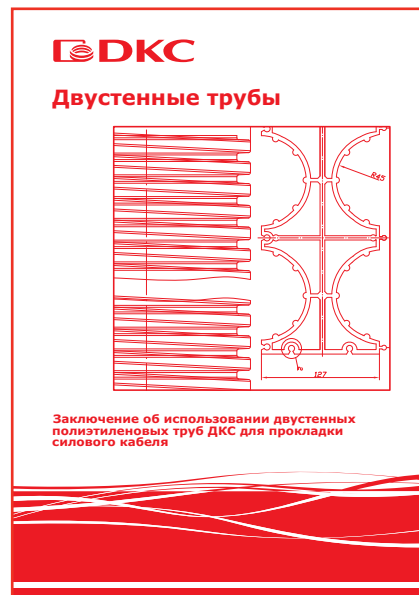 DKC
Двустенные трубы
R45
127
Заключение об использовании двустенных
полиэтиленовых труб ДКС для прокладки
силового кабеля